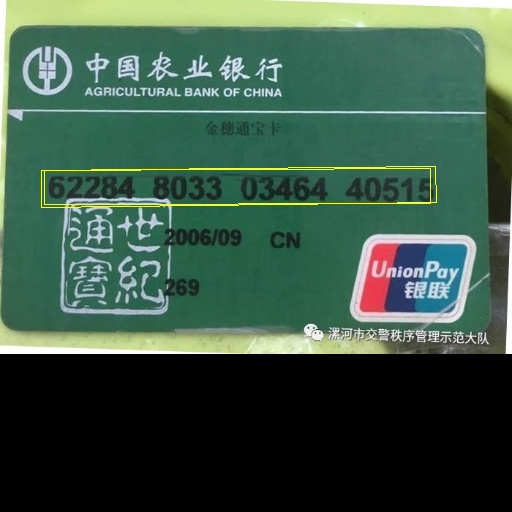 中国农业银行
AGRICULTURAL BANK OF CHINA
金穗通宝卡
62284 8033 03464 40515
2006/09 CN
世纪通寶
269
UnionPay
银联
漯河市交警秩序管理示范大队